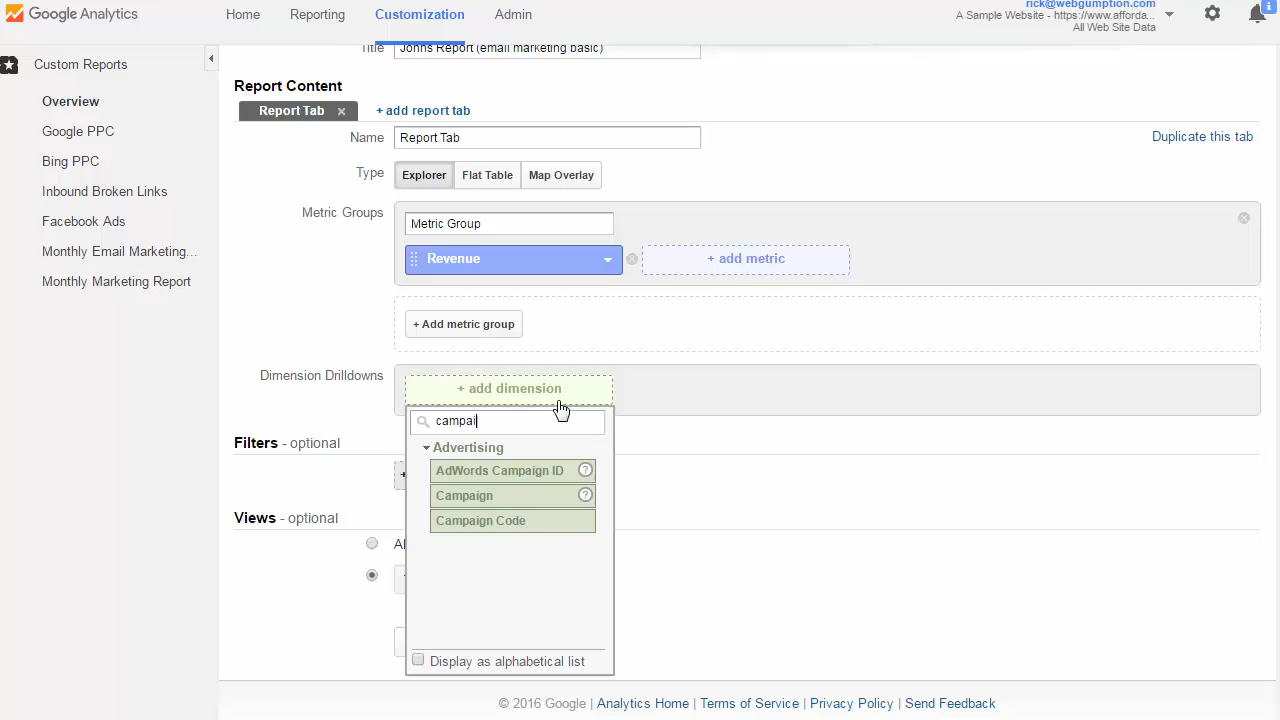 Google Analytics
Home
Reporting
Customization
Admin
rick@webgumption.com
A Sample Website - https://www.afforda...
All Web Site Data
Custom Reports
Overview
Google PPC
Bing PPC
Inbound Broken Links
Facebook Ads
Monthly Email Marketing...
Monthly Marketing Report
Title
Johns Report (email marketing basic)
Report Content
Report Tab
+ add report tab
Name
Report Tab
Duplicate this tab
Type
Explorer
Flat Table
Map Overlay
Metric Groups
Metric Group
Revenue
+ add metric
+ Add metric group
Dimension Drilldowns
+ add dimension
campai
Advertising
AdWords Campaign ID
Campaign
Campaign Code
Display as alphabetical list
Filters - optional
+
Views - optional
© 2016 Google | Analytics Home | Terms of Service | Privacy Policy | Send Feedback